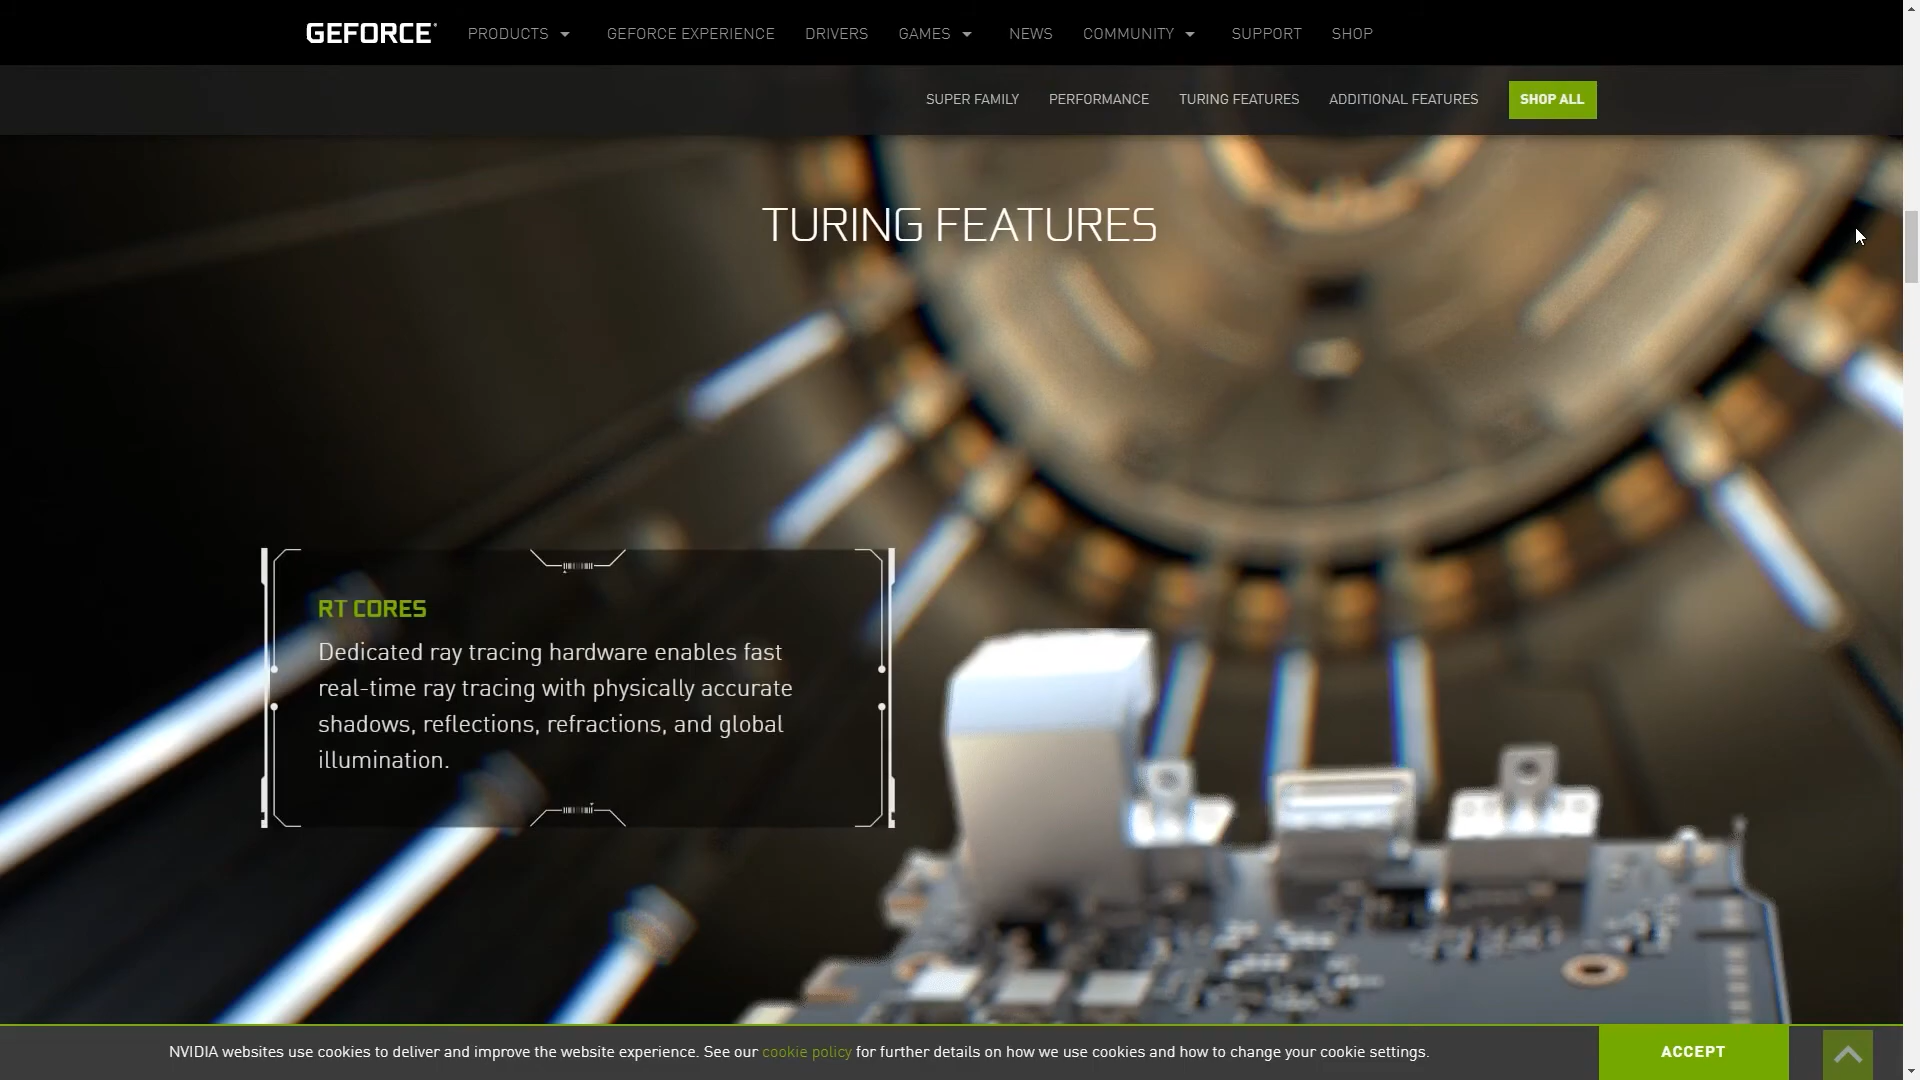 GEFORCE PRODUCTS GEFORCE EXPERIENCE DRIVERS GAMES NEWS COMMUNITY SUPPORT SHOP
SUPER FAMILY PERFORMANCE TURING FEATURES ADDITIONAL FEATURES SHOP ALL
TURING FEATURES
RT CORES
Dedicated ray tracing hardware enables fast
real-time ray tracing with physically accurate
shadows, reflections, refractions, and global
illumination.
NVIDIA websites use cookies to deliver and improve the website experience. See our cookie policy for further details on how we use cookies and how to change your cookie settings. ACCEPT